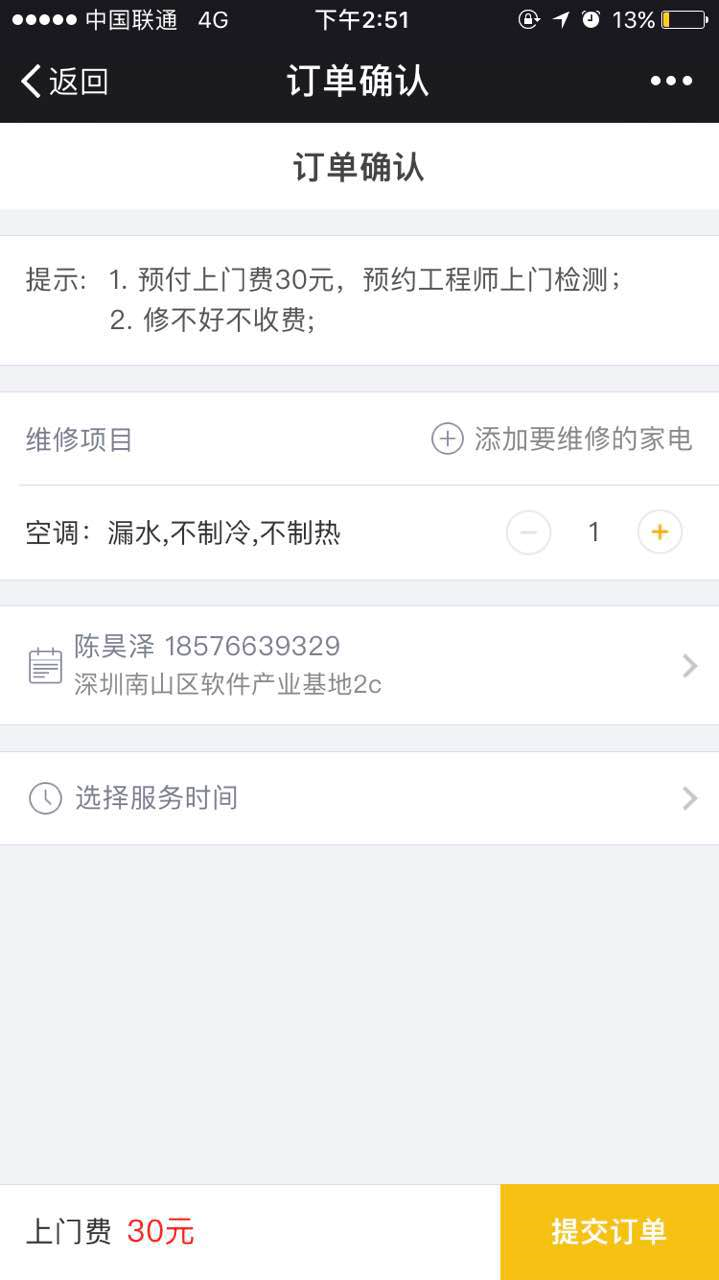 中国联通 4G 下午2:51 13%
返回 订单确认
订单确认
提示: 1. 预付上门费30元，预约工程师上门检测；
2. 修不好不收费;
维修项目 添加要维修的家电
空调：漏水,不制冷,不制热 1
陈昊泽 18576639329
深圳南山区软件产业基地2c
选择服务时间
上门费 30元 提交订单